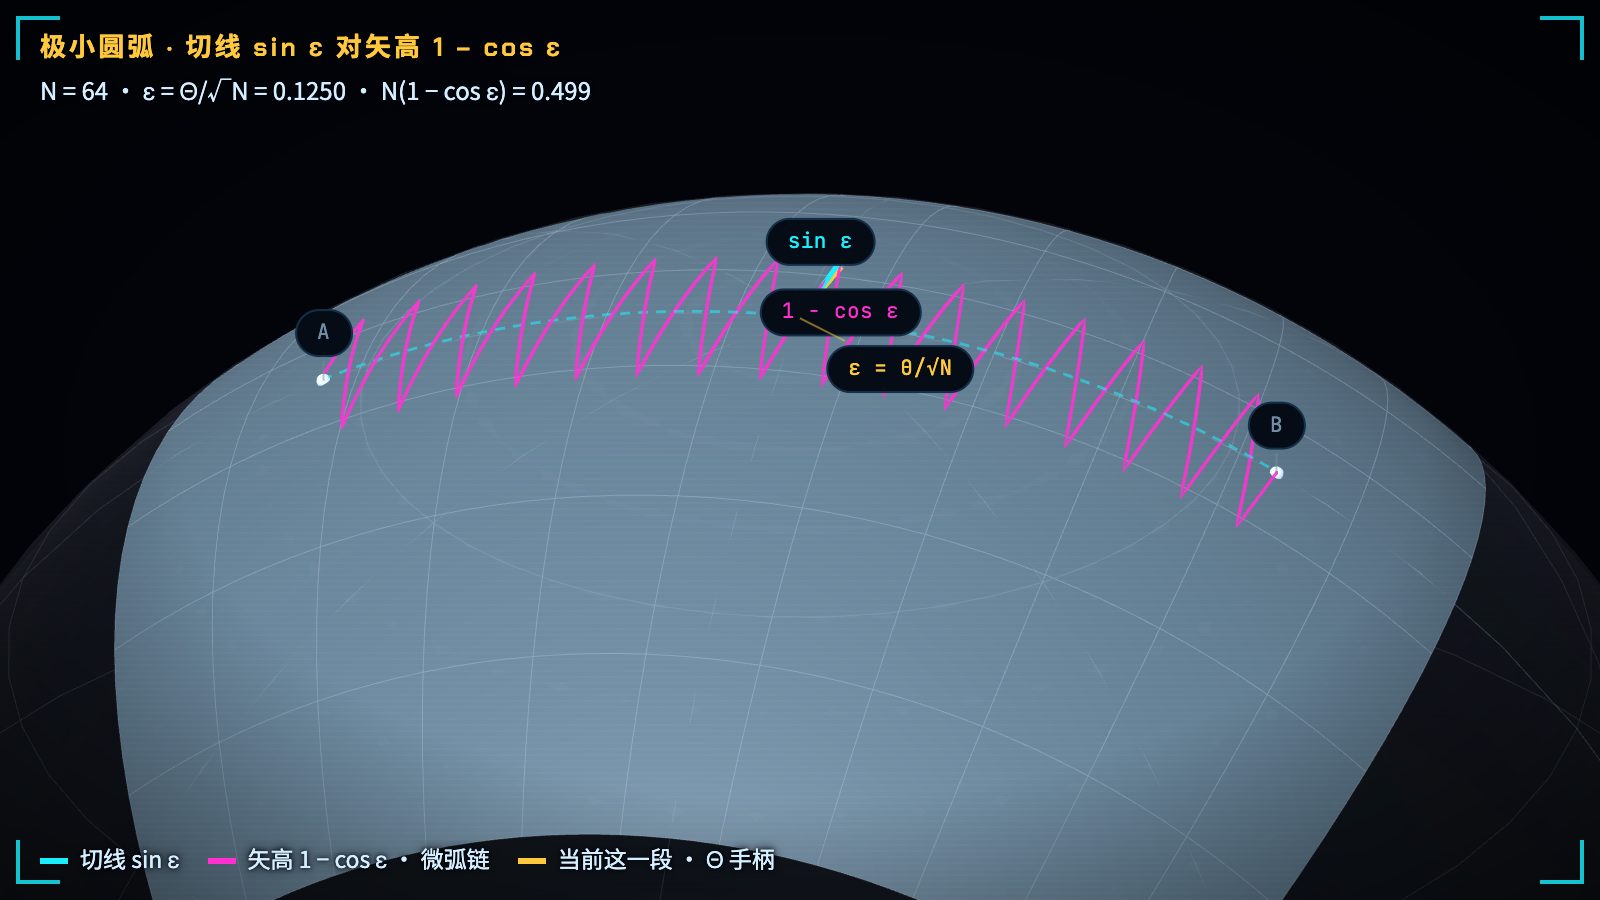 极小圆弧 · 切线 sin ε 对矢高 1 − cos ε
N = 64 • ε = Θ/√N = 0.1250 • N(1 − cos ε) = 0.499
sin ε
1 - cos ε
A
ε = θ/√N
B
切线 sin ε 矢高 1 − cos ε • 微弧链 当前这一段 • Θ 手柄